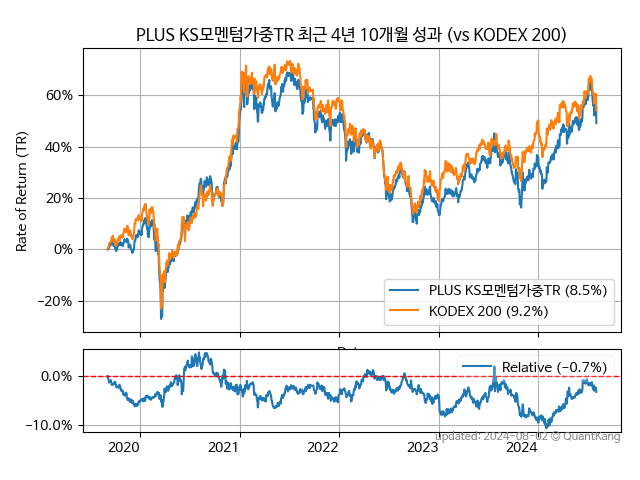 PLUS KS모멘텀가중TR 최근 4년 10개월 성과 (vs KODEX 200)
Rate of Return (TR)
60%
40%
20%
0%
−20%
PLUS KS모멘텀가중TR (8.5%)
KODEX 200 (9.2%)
0.0%
−10.0%
Relative (−0.7%)
2020 2021 2022 2023 2024
Updated: 2024-08-02 © QuantKang